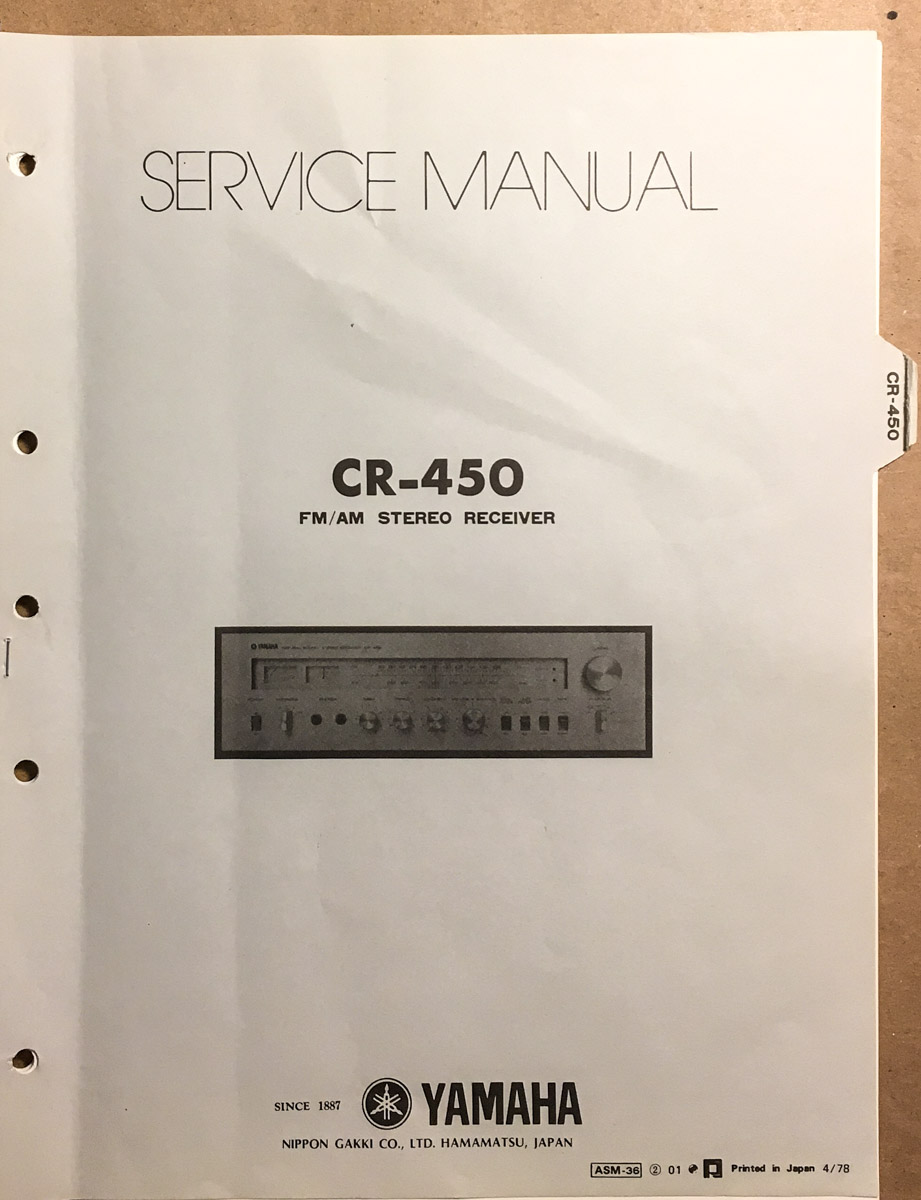 SERVICE MANUAL
CR-450
CR-450
FM/AM STEREO RECEIVER
YAMAHA
SINCE 1887 YAMAHA
NIPPON GAKKI CO., LTD. HAMAMATSU, JAPAN
ASM-36 ② 01 Printed in Japan 4/78